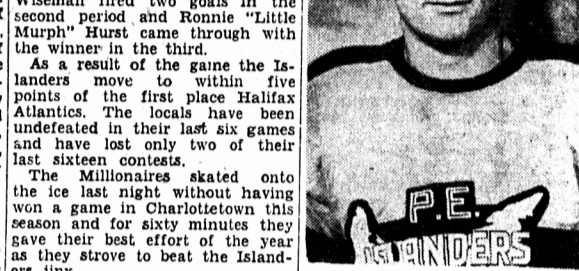 Wiseman fired two goals in the
second period and Ronnie "Little
Murph" Hurst came through with
the winner in the third.
As a result of the game the Is-
landers move to within five
points of the first place Halifax
Atlantics. The locals have been
undefeated in their last six games
and have lost only two of their
last sixteen contests.
The Millionaires skated onto
the ice last night without having
won a game in Charlottetown this
season and for sixty minutes they
gave their best effort of the year
as they strove to beat the Island-
ers jinx
P.E.
ISLANDERS